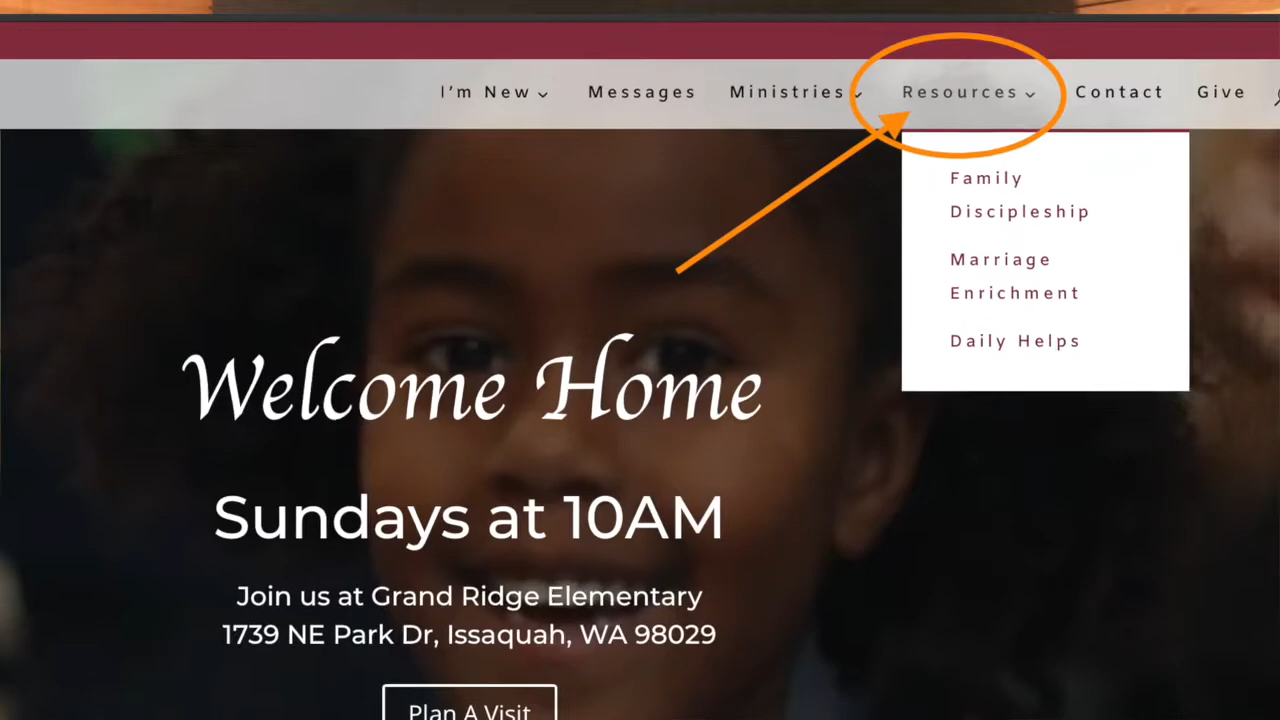 I'm New Messages Ministries Resources Contact Give
Family
Discipleship
Marriage
Enrichment
Daily Helps
Welcome Home
Sundays at 10AM
Join us at Grand Ridge Elementary
1739 NE Park Dr, Issaquah, WA 98029
Plan A Visit